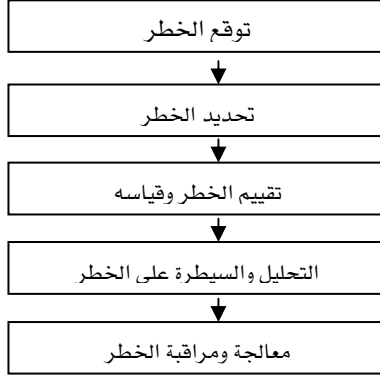 توقع الخطر
تحديد الخطر
تقييم الخطر وقياسه
التحليل والسيطرة على الخطر
معالجة ومراقبة الخطر